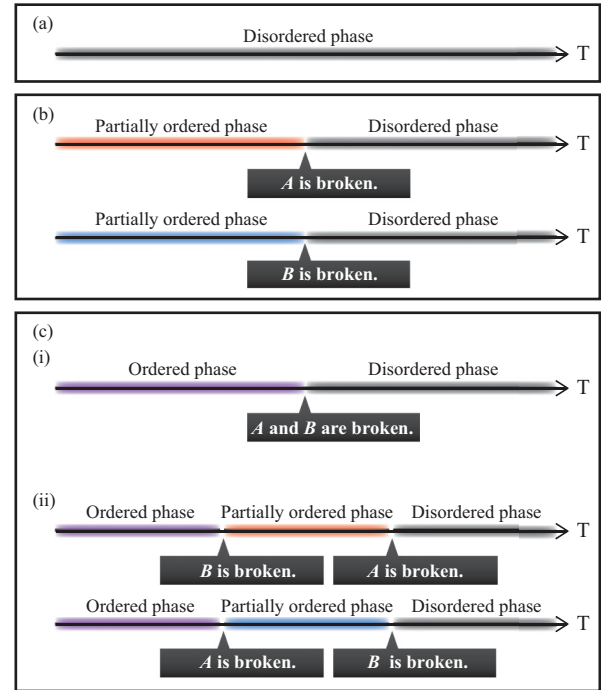 (a)
Disordered phase
T
(b)
Partially ordered phase Disordered phase
T
A is broken.
Partially ordered phase Disordered phase
T
B is broken.
(c)
(i)
Ordered phase Disordered phase
T
A and B are broken.
(ii)
Ordered phase Partially ordered phase Disordered phase
T
B is broken. A is broken.
Ordered phase Partially ordered phase Disordered phase
T
A is broken. B is broken.